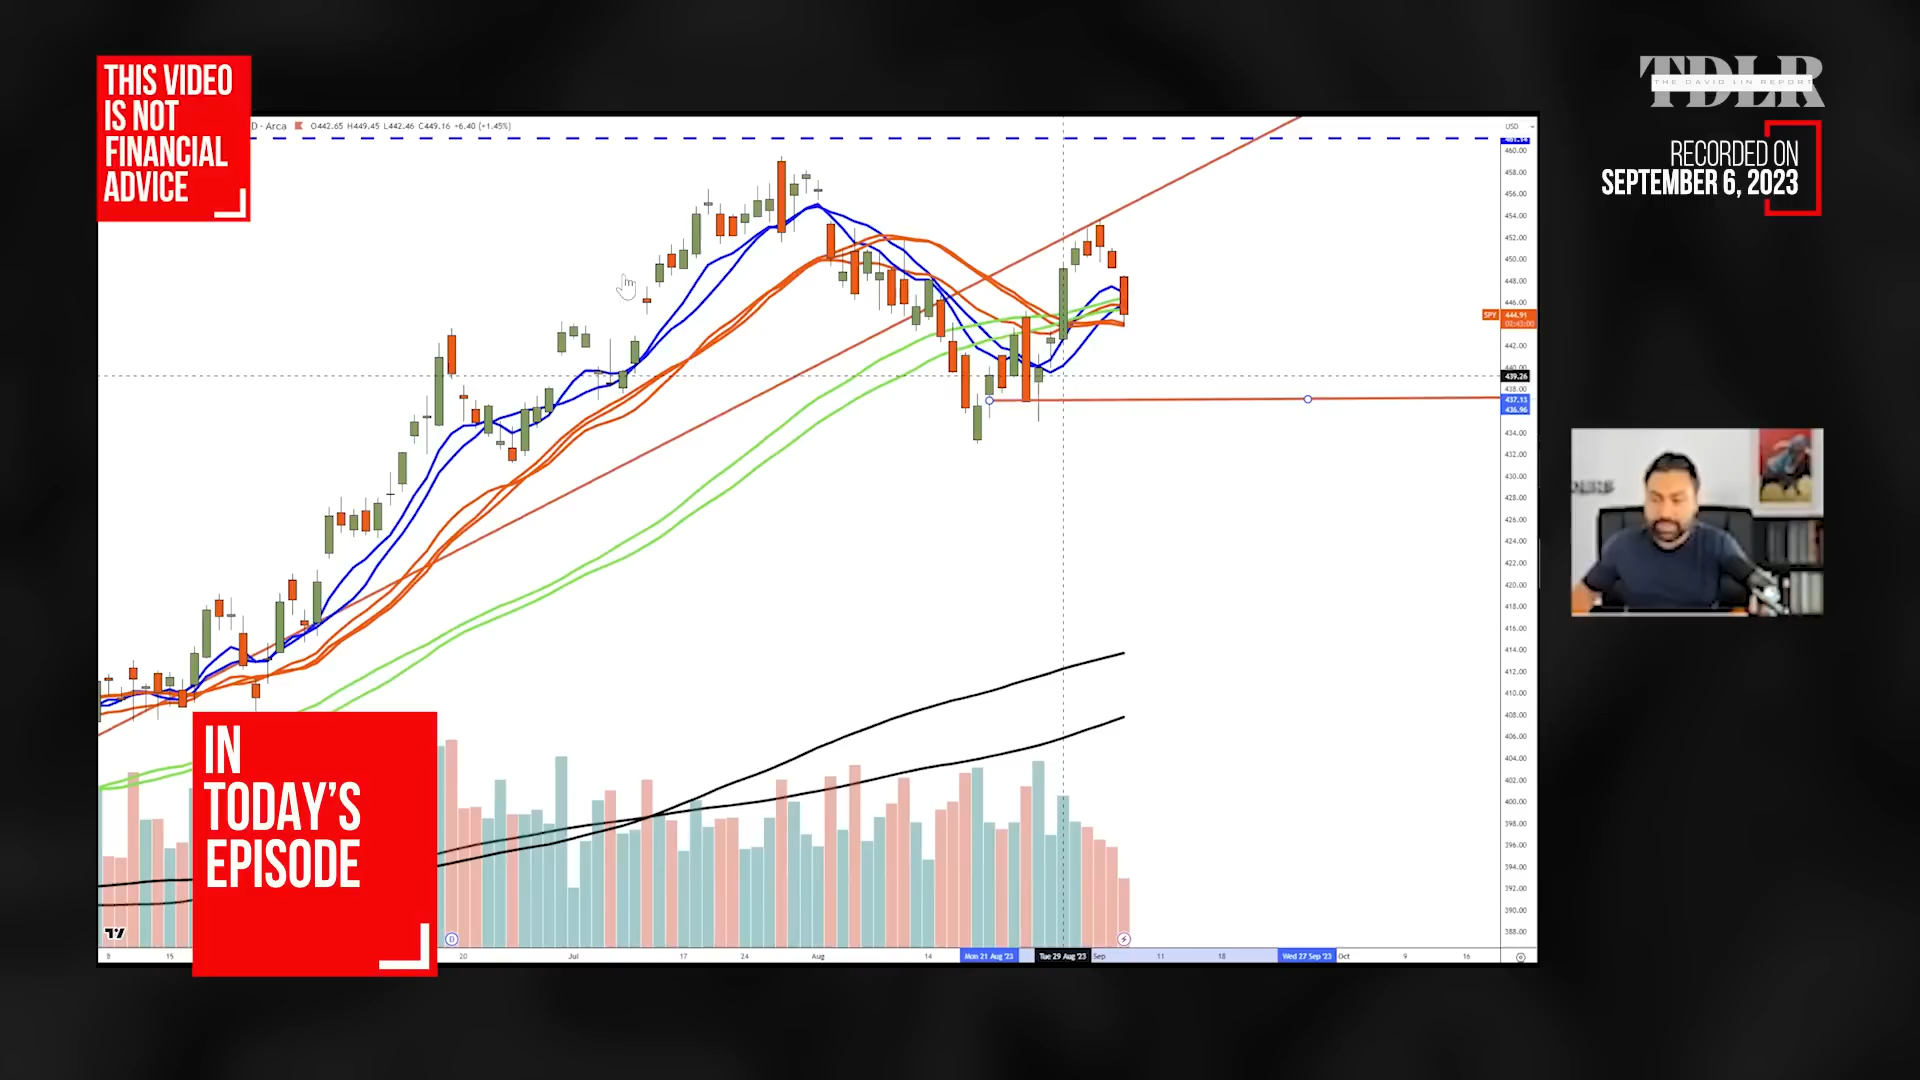 THIS VIDEO
IS NOT
FINANCIAL
ADVICE
D · Arca O442.65 H449.45 L442.46 C449.16 +6.40 (+1.45%)
USD
TDLR
THE DAVID LIN REPORT
RECORDED ON
SEPTEMBER 6, 2023
460.00
458.00
456.00
454.00
452.00
450.00
448.00
446.00
SPY 444.91
02:43:00
442.00
440.00
439.26
438.00
437.13
436.96
434.00
432.00
430.00
428.00
426.00
424.00
422.00
420.00
418.00
416.00
414.00
412.00
410.00
408.00
406.00
404.00
402.00
400.00
398.00
396.00
394.00
392.00
390.00
388.00
IN
TODAY'S
EPISODE
D
8 15 20 Jul 17 24 Aug 14 Mon 21 Aug '23 Tue 29 Aug '23 Sep 11 18 Wed 27 Sep '23 Oct 9 16